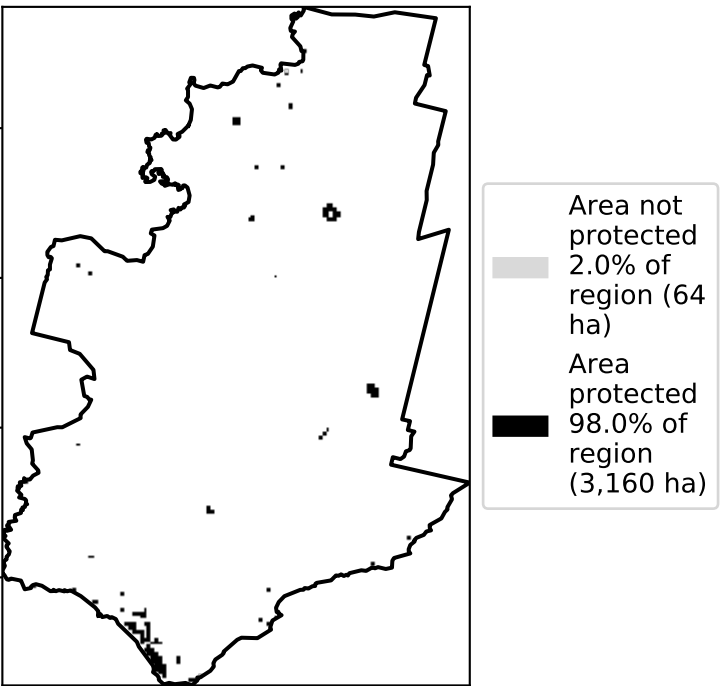 Area not
protected
2.0% of
region (64
ha)
Area
protected
98.0% of
region
(3,160 ha)